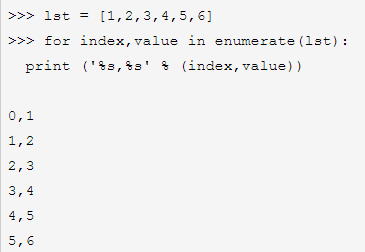 >>> lst = [1,2,3,4,5,6]
>>> for index,value in enumerate(lst):
  print ('%s,%s' % (index,value))
0,1
1,2
2,3
3,4
4,5
5,6